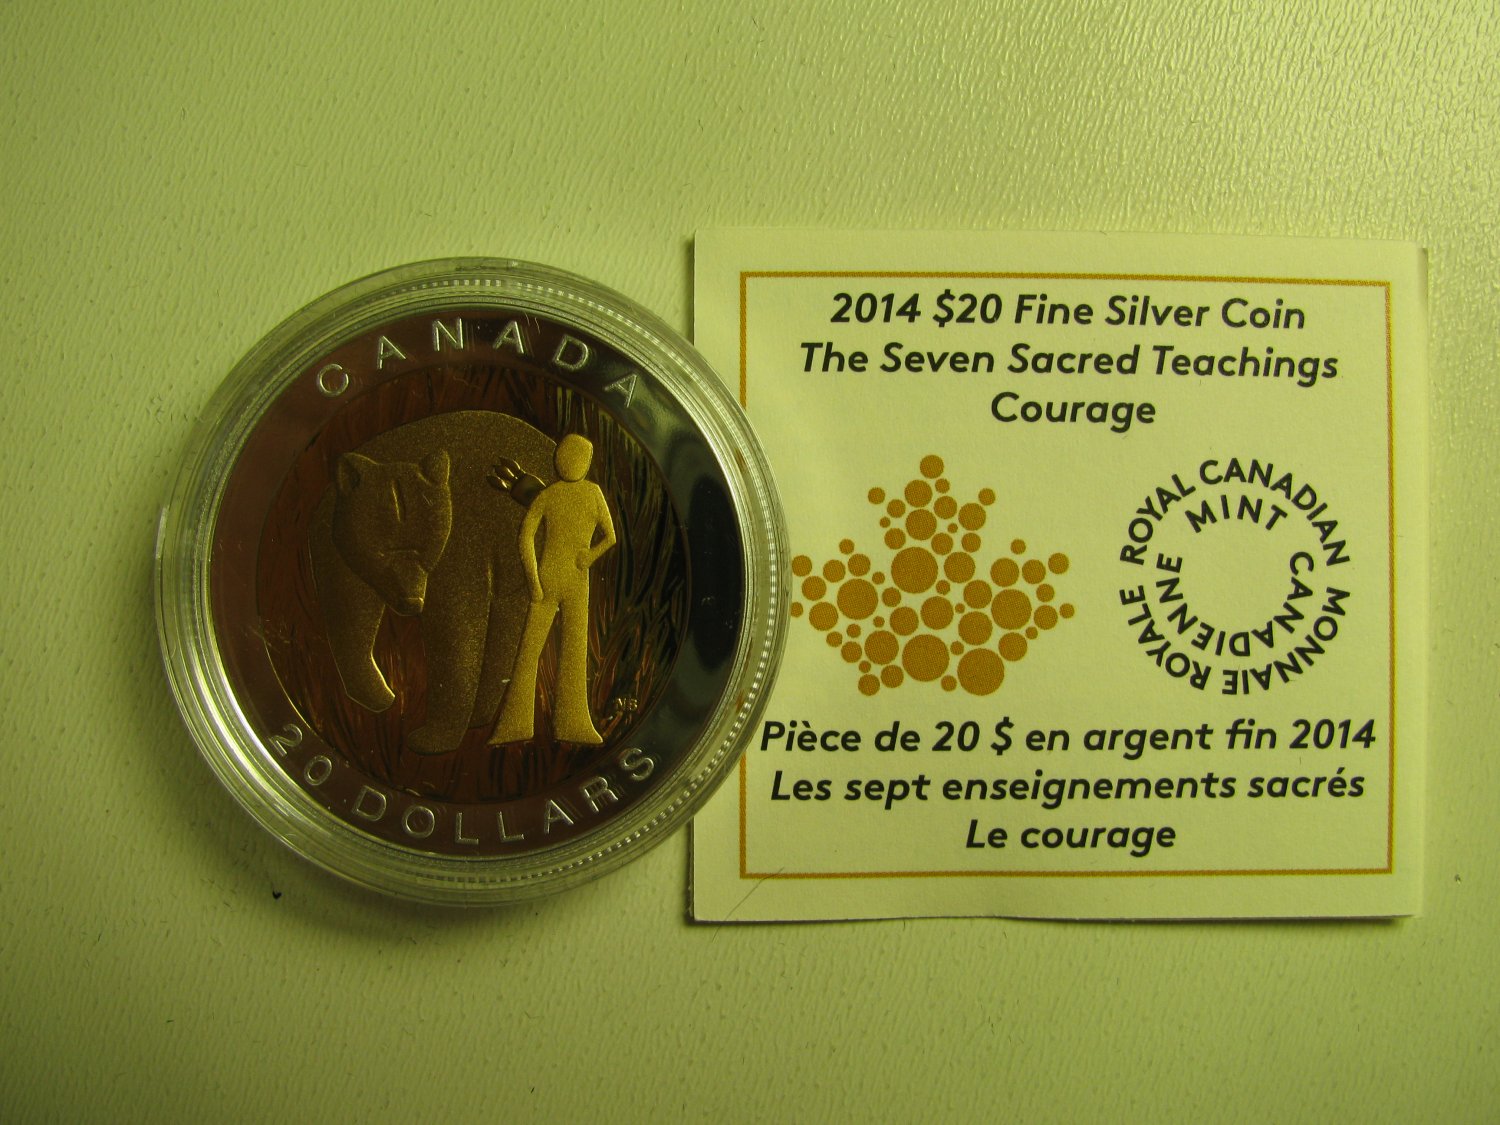 CANADA
20 DOLLARS
NB
2014 $20 Fine Silver Coin
The Seven Sacred Teachings
Courage
ROYAL CANADIAN MINT
MONNAIE ROYALE CANADIENNE
Pièce de 20 $ en argent fin 2014
Les sept enseignements sacrés
Le courage